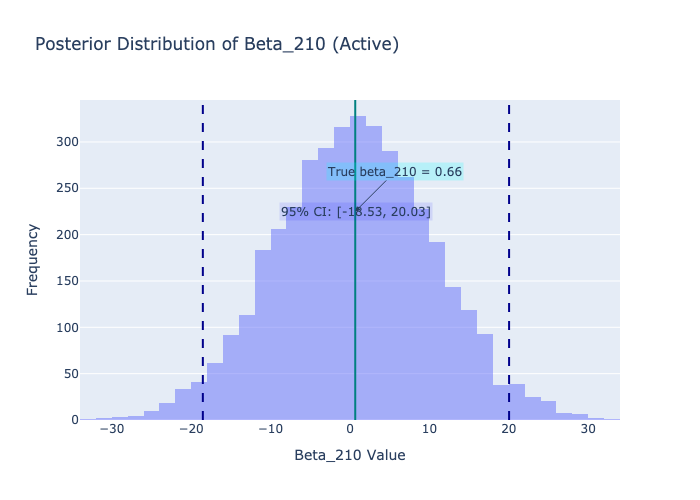 Posterior Distribution of Beta_210 (Active)
300
250
200
150
100
50
0
Frequency
True beta_210 = 0.66
95% CI: [-18.53, 20.03]
−30
−20
−10
0
10
20
30
Beta_210 Value